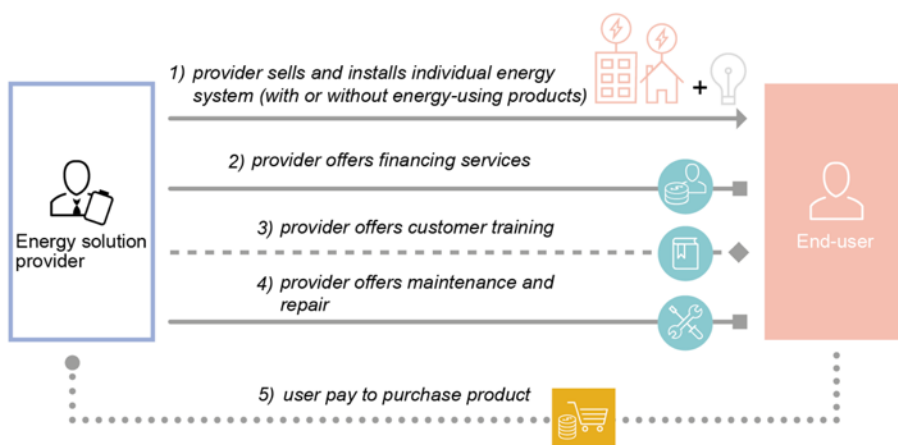 1) provider sells and installs individual energy
system (with or without energy-using products)
+
2) provider offers financing services
Energy solution
provider
3) provider offers customer training
End-user
4) provider offers maintenance and
repair
5) user pay to purchase product